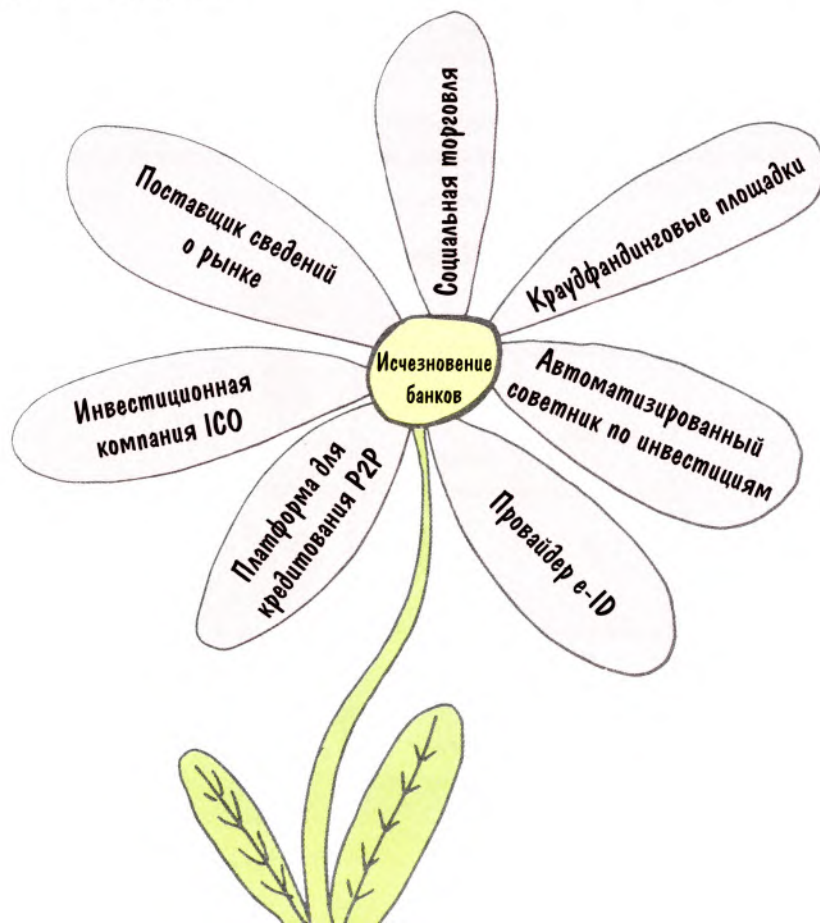 Социальная торговля
Поставщик сведений
о рынке
Краудфандинговые площадки
Исчезновение
банков
Инвестиционная
компания ICO
Автоматизированный
советник по инвестициям
Платформа для
кредитования P2P
Провайдер e-ID